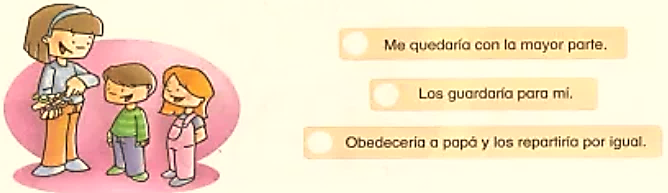 Me quedaría con la mayor parte.
Los guardaría para mí.
Obedecería a papá y los repartiría por igual.